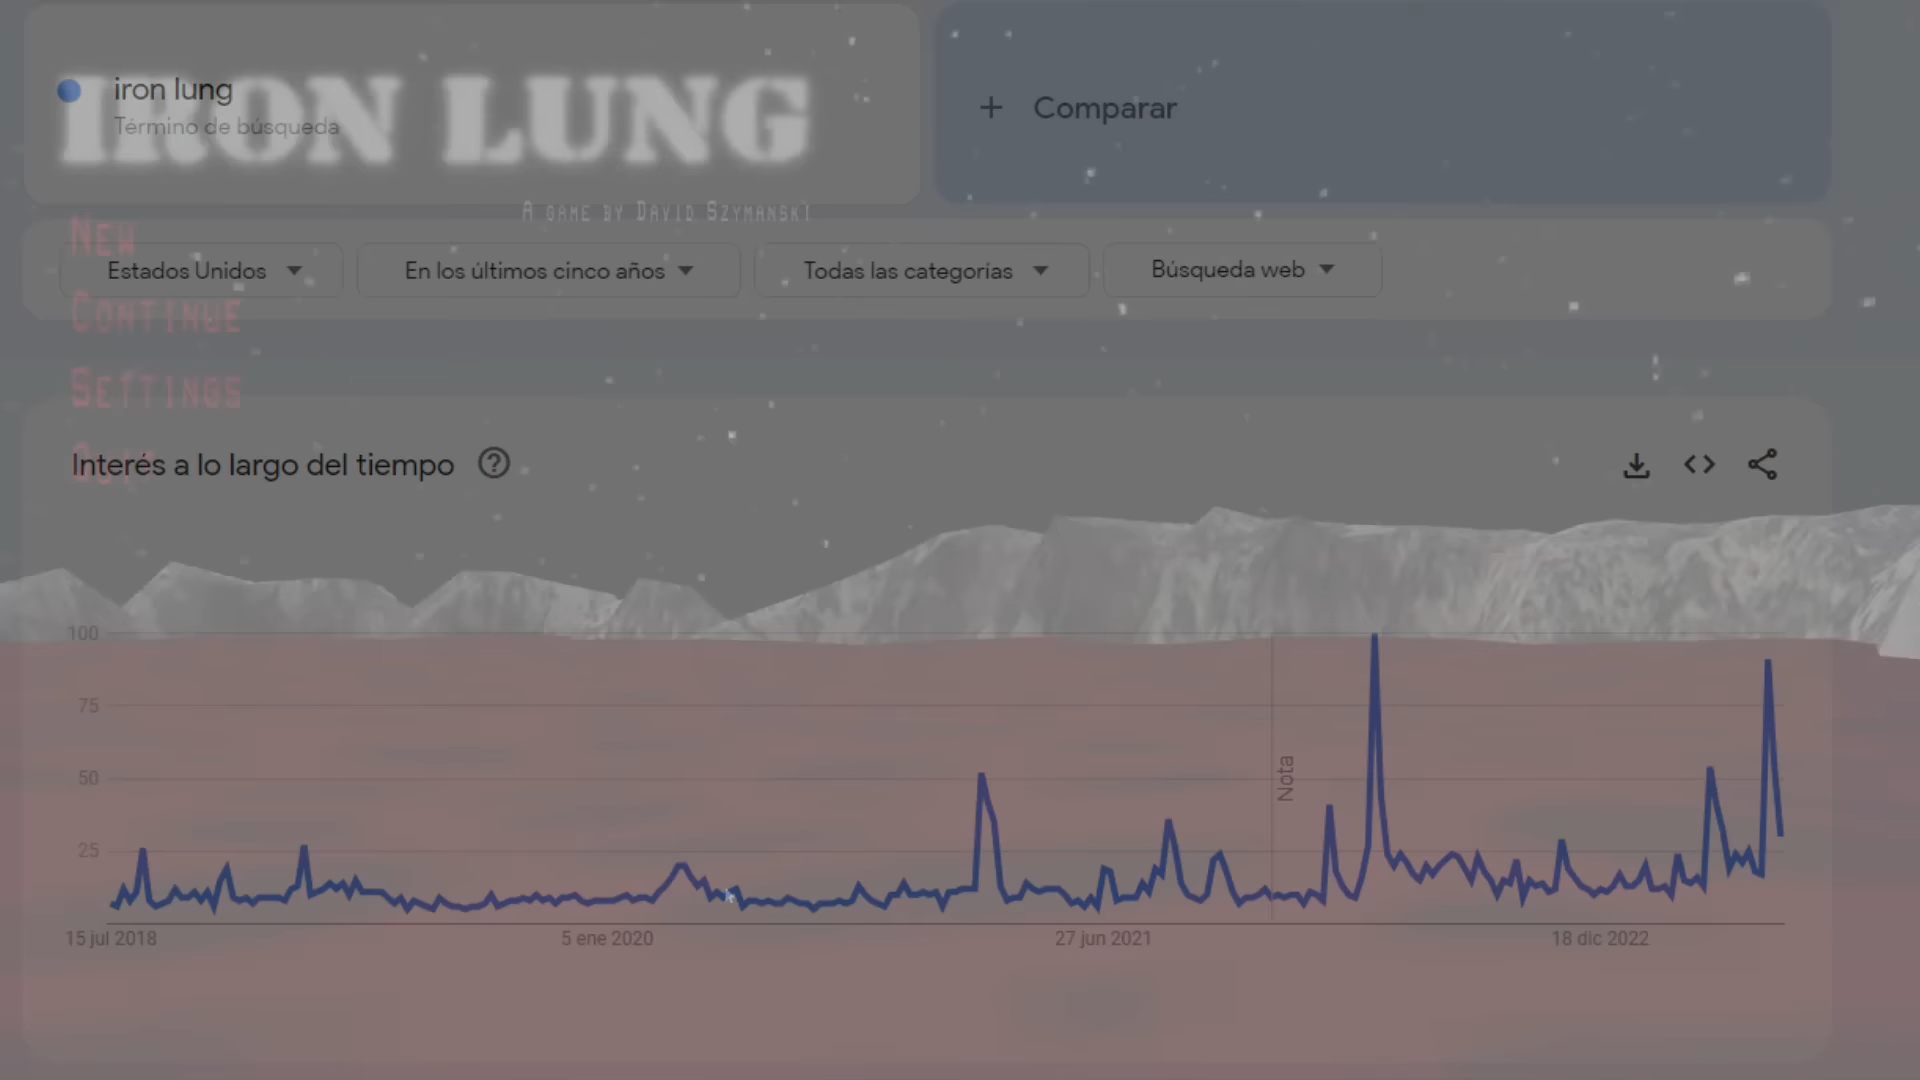 IRON LUNG
iron lung
Término de búsqueda
+ Comparar
A GAME BY DAVID SZYMANSKI
NEW
Estados Unidos
En los últimos cinco años
Todas las categorías
Búsqueda web
CONTINUE
SETTINGS
QUIT
Interés a lo largo del tiempo
100
75
50
25
Nota
15 jul 2018
5 ene 2020
27 jun 2021
18 dic 2022